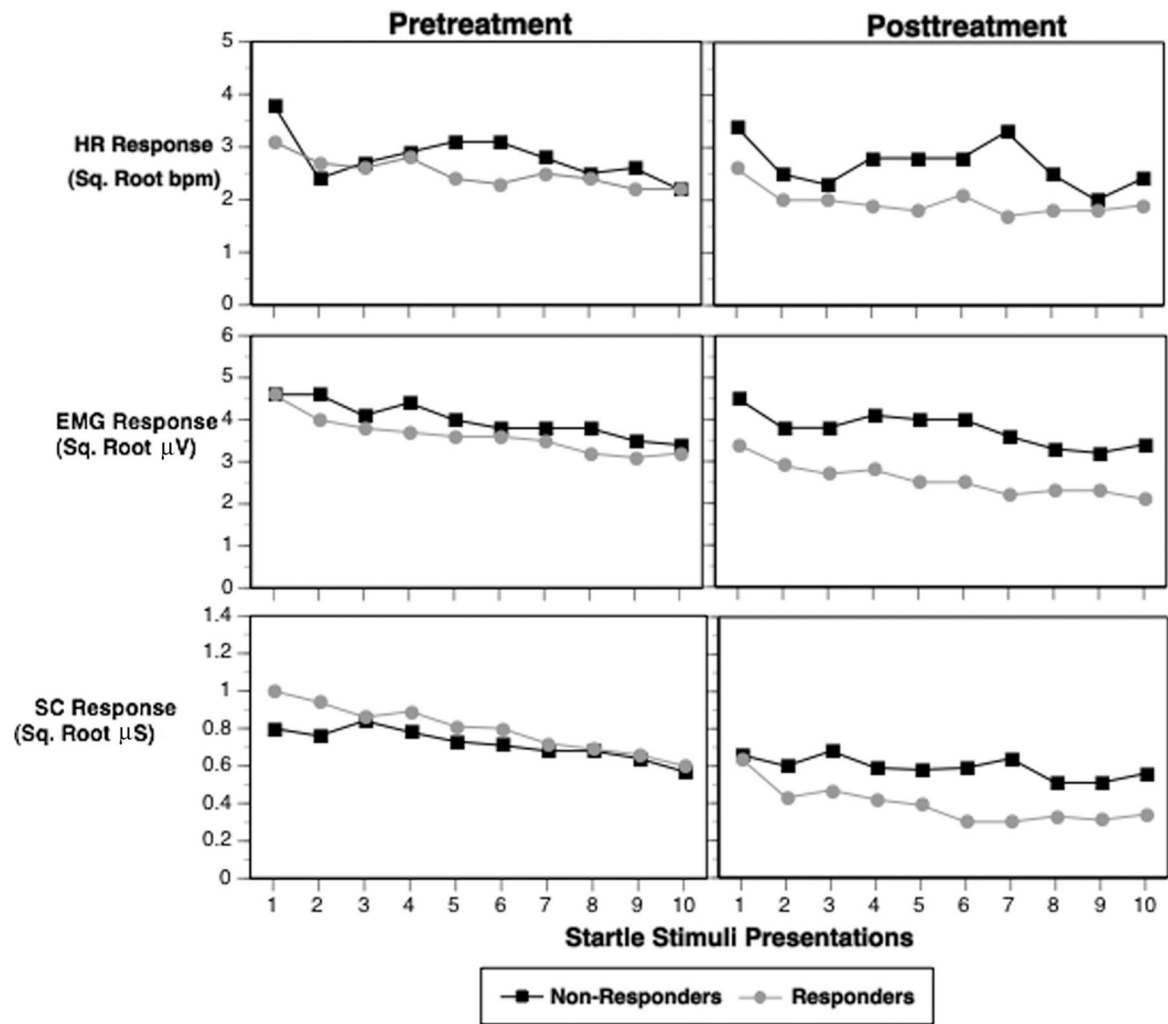 Pretreatment
Posttreatment
HR Response
(Sq. Root bpm)
5
4
3
2
1
0
EMG Response
(Sq. Root μV)
6
5
4
3
2
1
0
SC Response
(Sq. Root μS)
1.4
1.2
1
0.8
0.6
0.4
0.2
0
1 2 3 4 5 6 7 8 9 10
1 2 3 4 5 6 7 8 9 10
Startle Stimuli Presentations
Non-Responders
Responders